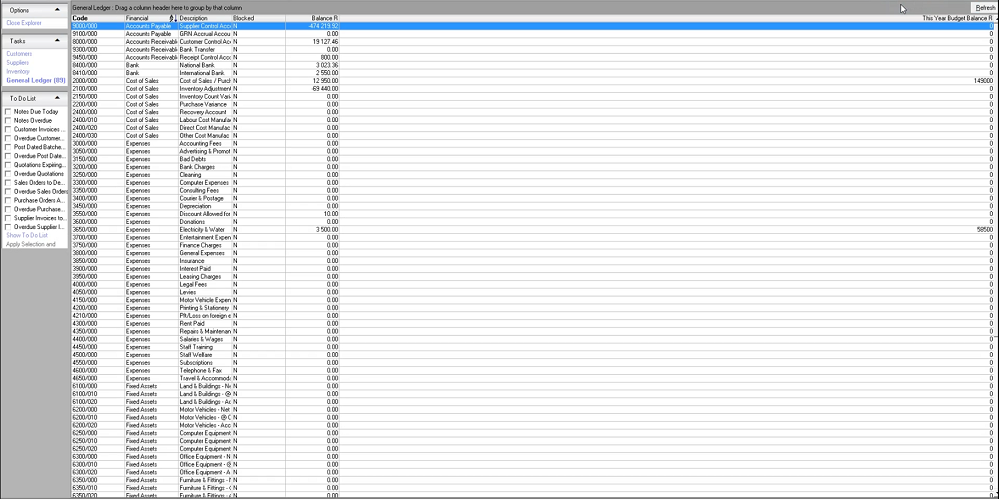 Options
Close Explorer
Tasks
Customers
Suppliers
Inventory
General Ledger (89)
To Do List
Notes Due Today
Notes Overdue
Customer Invoices ...
Overdue Customer...
Post Dated Batche...
Overdue Post Date...
Quotations Expiring...
Overdue Quotations
Sales Orders to De...
Overdue Sales Orders
Purchase Orders A...
Overdue Purchase...
Supplier Invoices to...
Overdue Supplier I...
Show To Do List
Apply Selection and
General Ledger : Drag a column header here to group by that column
Refresh
Code Financial Description Blocked Balance R This Year Budget Balance R
9000/000 Accounts Payable Supplier Control Acco N -474 219.92 0
9100/000 Accounts Payable GRN Accrual Accou N 0.00 0
8000/000 Accounts Receivabl Customer Control Acc N 19 127.46 0
9300/000 Accounts Receivabl Bank Transfer N 0.00 0
9450/000 Accounts Receivabl Receipt Control Acco N 800.00 0
8400/000 Bank National Bank N 3 023.36 0
8410/000 Bank International Bank N 2 550.00 0
2000/000 Cost of Sales Cost of Sales / Purch N 12 950.00 149000
2100/000 Cost of Sales Inventory Adjustment N -69 440.00 0
2150/000 Cost of Sales Inventory Count Vari N 0.00 0
2200/000 Cost of Sales Purchase Variance N 0.00 0
2400/000 Cost of Sales Recovery Account N 0.00 0
2400/010 Cost of Sales Labour Cost Manufa N 0.00 0
2400/020 Cost of Sales Direct Cost Manufac N 0.00 0
2400/030 Cost of Sales Other Cost Manufac N 0.00 0
3000/000 Expenses Accounting Fees N 0.00 0
3050/000 Expenses Advertising & Promot N 0.00 0
3150/000 Expenses Bad Debts N 0.00 0
3200/000 Expenses Bank Charges N 0.00 0
3250/000 Expenses Cleaning N 0.00 0
3300/000 Expenses Computer Expenses N 0.00 0
3350/000 Expenses Consulting Fees N 0.00 0
3400/000 Expenses Courier & Postage N 0.00 0
3450/000 Expenses Depreciation N 0.00 0
3550/000 Expenses Discount Allowed for N 10.00 0
3600/000 Expenses Donations N 0.00 0
3650/000 Expenses Electricity & Water N 3 500.00 58500
3700/000 Expenses Entertainment Expen N 0.00 0
3750/000 Expenses Finance Charges N 0.00 0
3800/000 Expenses General Expenses N 0.00 0
3850/000 Expenses Insurance N 0.00 0
3900/000 Expenses Interest Paid N 0.00 0
3950/000 Expenses Leasing Charges N 0.00 0
4000/000 Expenses Legal Fees N 0.00 0
4050/000 Expenses Levies N 0.00 0
4150/000 Expenses Motor Vehicle Expen N 0.00 0
4200/000 Expenses Printing & Stationery N 0.00 0
4210/000 Expenses Pft/Loss on foreign e N 0.00 0
4300/000 Expenses Rent Paid N 0.00 0
4350/000 Expenses Repairs & Maintenan N 0.00 0
4400/000 Expenses Salaries & Wages N 0.00 0
4450/000 Expenses Staff Training N 0.00 0
4500/000 Expenses Staff Welfare N 0.00 0
4550/000 Expenses Subscriptions N 0.00 0
4600/000 Expenses Telephone & Fax N 0.00 0
4650/000 Expenses Travel & Accommoda N 0.00 0
6100/000 Fixed Assets Land & Buildings - Ne N 0.00 0
6100/010 Fixed Assets Land & Buildings - @ N 0.00 0
6100/020 Fixed Assets Land & Buildings - Ac N 0.00 0
6200/000 Fixed Assets Motor Vehicles - Net N 0.00 0
6200/010 Fixed Assets Motor Vehicles - @ C N 0.00 0
6200/020 Fixed Assets Motor Vehicles - Acc N 0.00 0
6250/000 Fixed Assets Computer Equipment N 0.00 0
6250/010 Fixed Assets Computer Equipment N 0.00 0
6250/020 Fixed Assets Computer Equipment N 0.00 0
6300/000 Fixed Assets Office Equipment - N N 0.00 0
6300/010 Fixed Assets Office Equipment - @ N 0.00 0
6300/020 Fixed Assets Office Equipment - A N 0.00 0
6350/000 Fixed Assets Furniture & Fittings - N 0.00 0
6350/010 Fixed Assets Furniture & Fittings - N 0.00 0
6350/020 Fixed Assets Furniture & Fittings - N 0.00 0